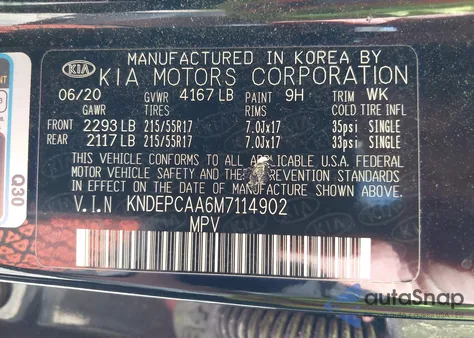 MANUFACTURED IN KOREA BY
KIA
KIA MOTORS CORPORATION
06/20 GVWR 4167 LB PAINT 9H TRIM WK
GAWR TIRES RIMS COLD TIRE INFL
FRONT 2293 LB 215/55R17 7.0Jx17 35psi SINGLE
REAR 2117 LB 215/55R17 7.0Jx17 33psi SINGLE
THIS VEHICLE CONFORMS TO ALL APPLICABLE U.S.A. FEDERAL
MOTOR VEHICLE SAFETY AND THEFT PREVENTION STANDARDS
IN EFFECT ON THE DATE OF MANUFACTURE SHOWN ABOVE.
V.I.N KNDEPCAA6M7114902
MPV
Q30
autoSnap